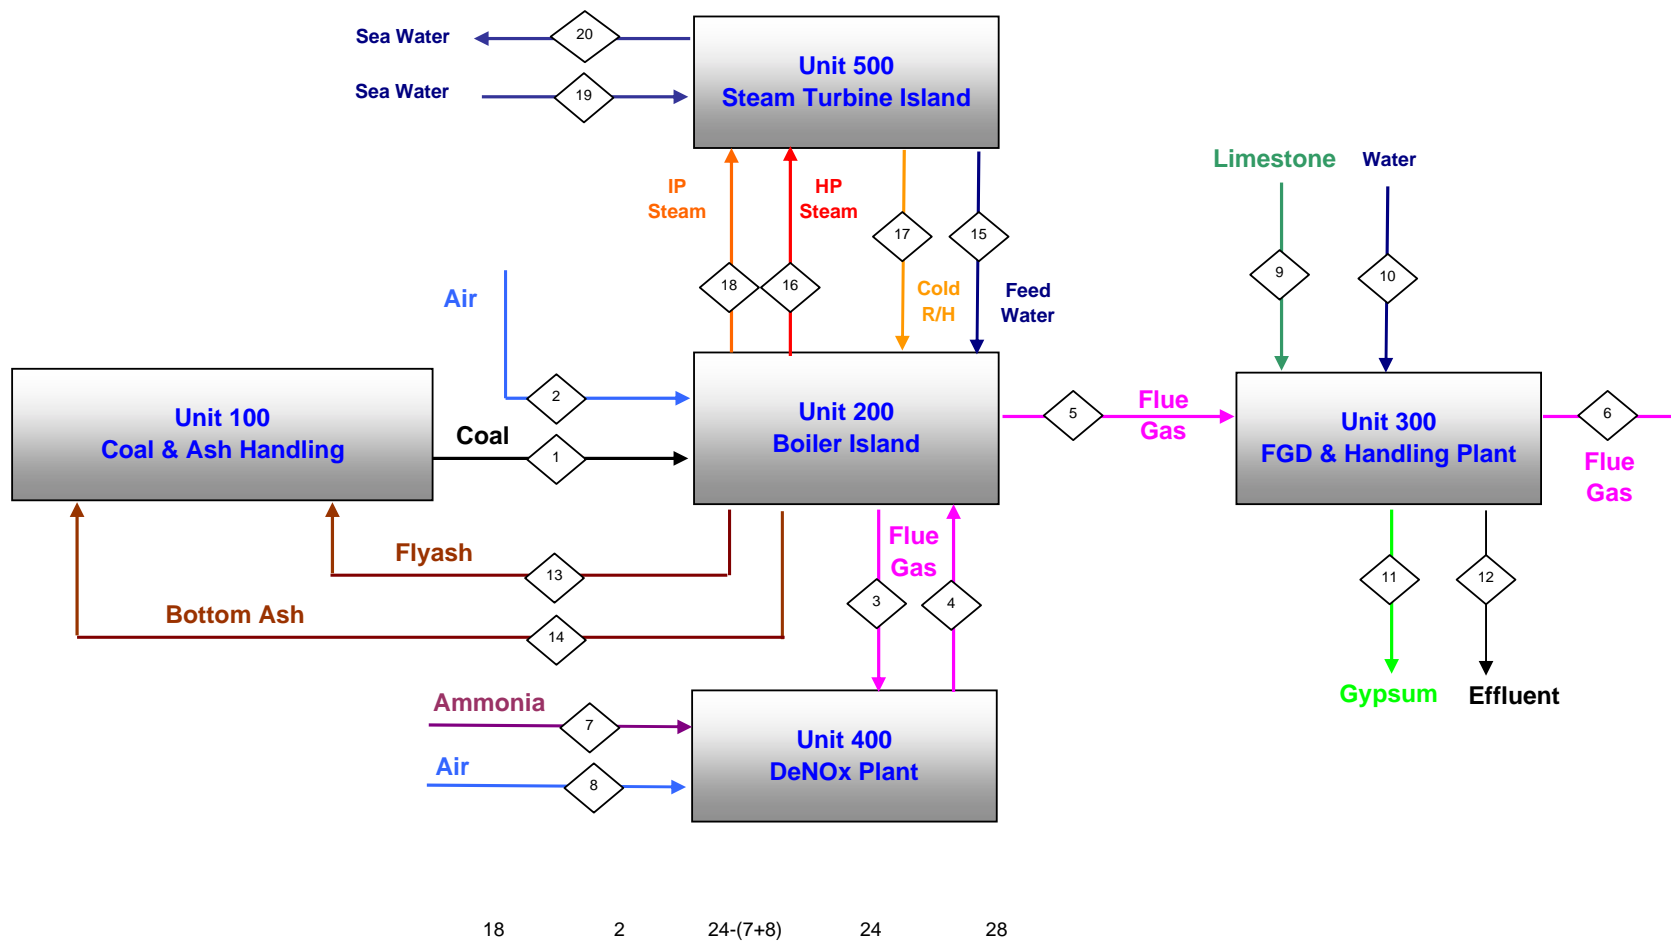 Sea Water
20
Sea Water
19
Unit 500
Steam Turbine Island
IP
Steam
HP
Steam
18
16
17
15
Cold
R/H
Feed
Water
Limestone
Water
9
10
Air
2
Unit 100
Coal & Ash Handling
Coal
1
Unit 200
Boiler Island
5
Flue
Gas
Unit 300
FGD & Handling Plant
6
Flue
Gas
Flyash
13
Bottom Ash
14
Flue
Gas
3
4
11
12
Gypsum
Effluent
Ammonia
7
Air
8
Unit 400
DeNOx Plant
18 2 24-(7+8) 24 28